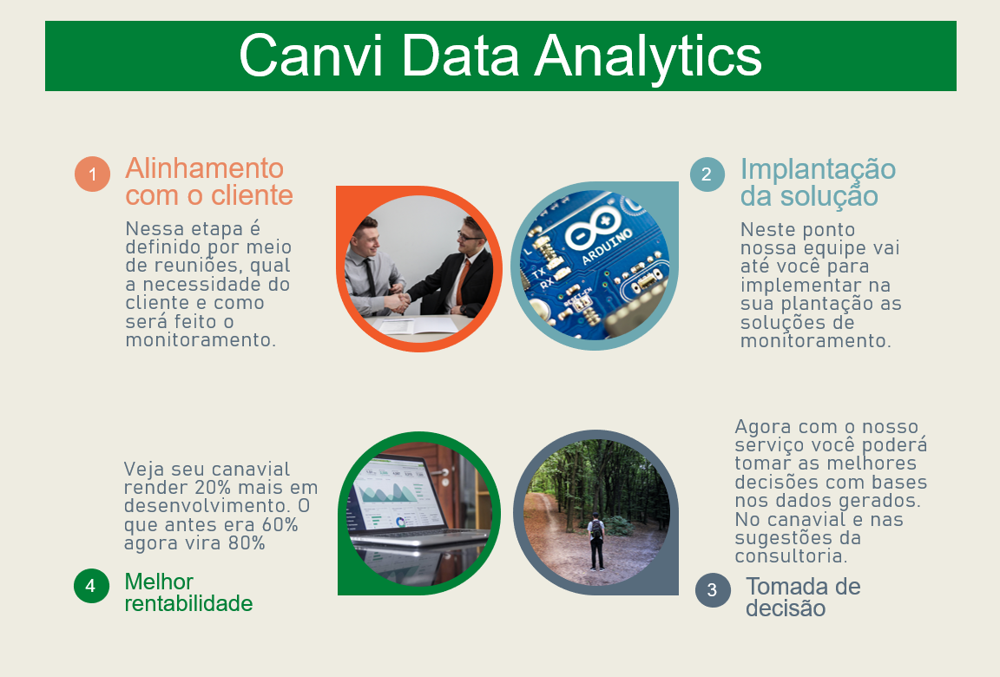 Canvi Data Analytics
1
Alinhamento
com o cliente
Nessa etapa é
definido por meio
de reuniões, qual
a necessidade do
cliente e como
será feito o
monitoramento.
2
Implantação
da solução
Neste ponto
nossa equipe vai
até você para
implementar na
sua plantação as
soluções de
monitoramento.
ARDUINO
TX
RX
L
Agora com o nosso
serviço você poderá
tomar as melhores
decisões com bases
nos dados gerados.
No canavial e nas
sugestões da
consultoria.
3
Tomada de
decisão
Veja seu canavial
render 20% mais em
desenvolvimento. O
que antes era 60%
agora vira 80%
4
Melhor
rentabilidade